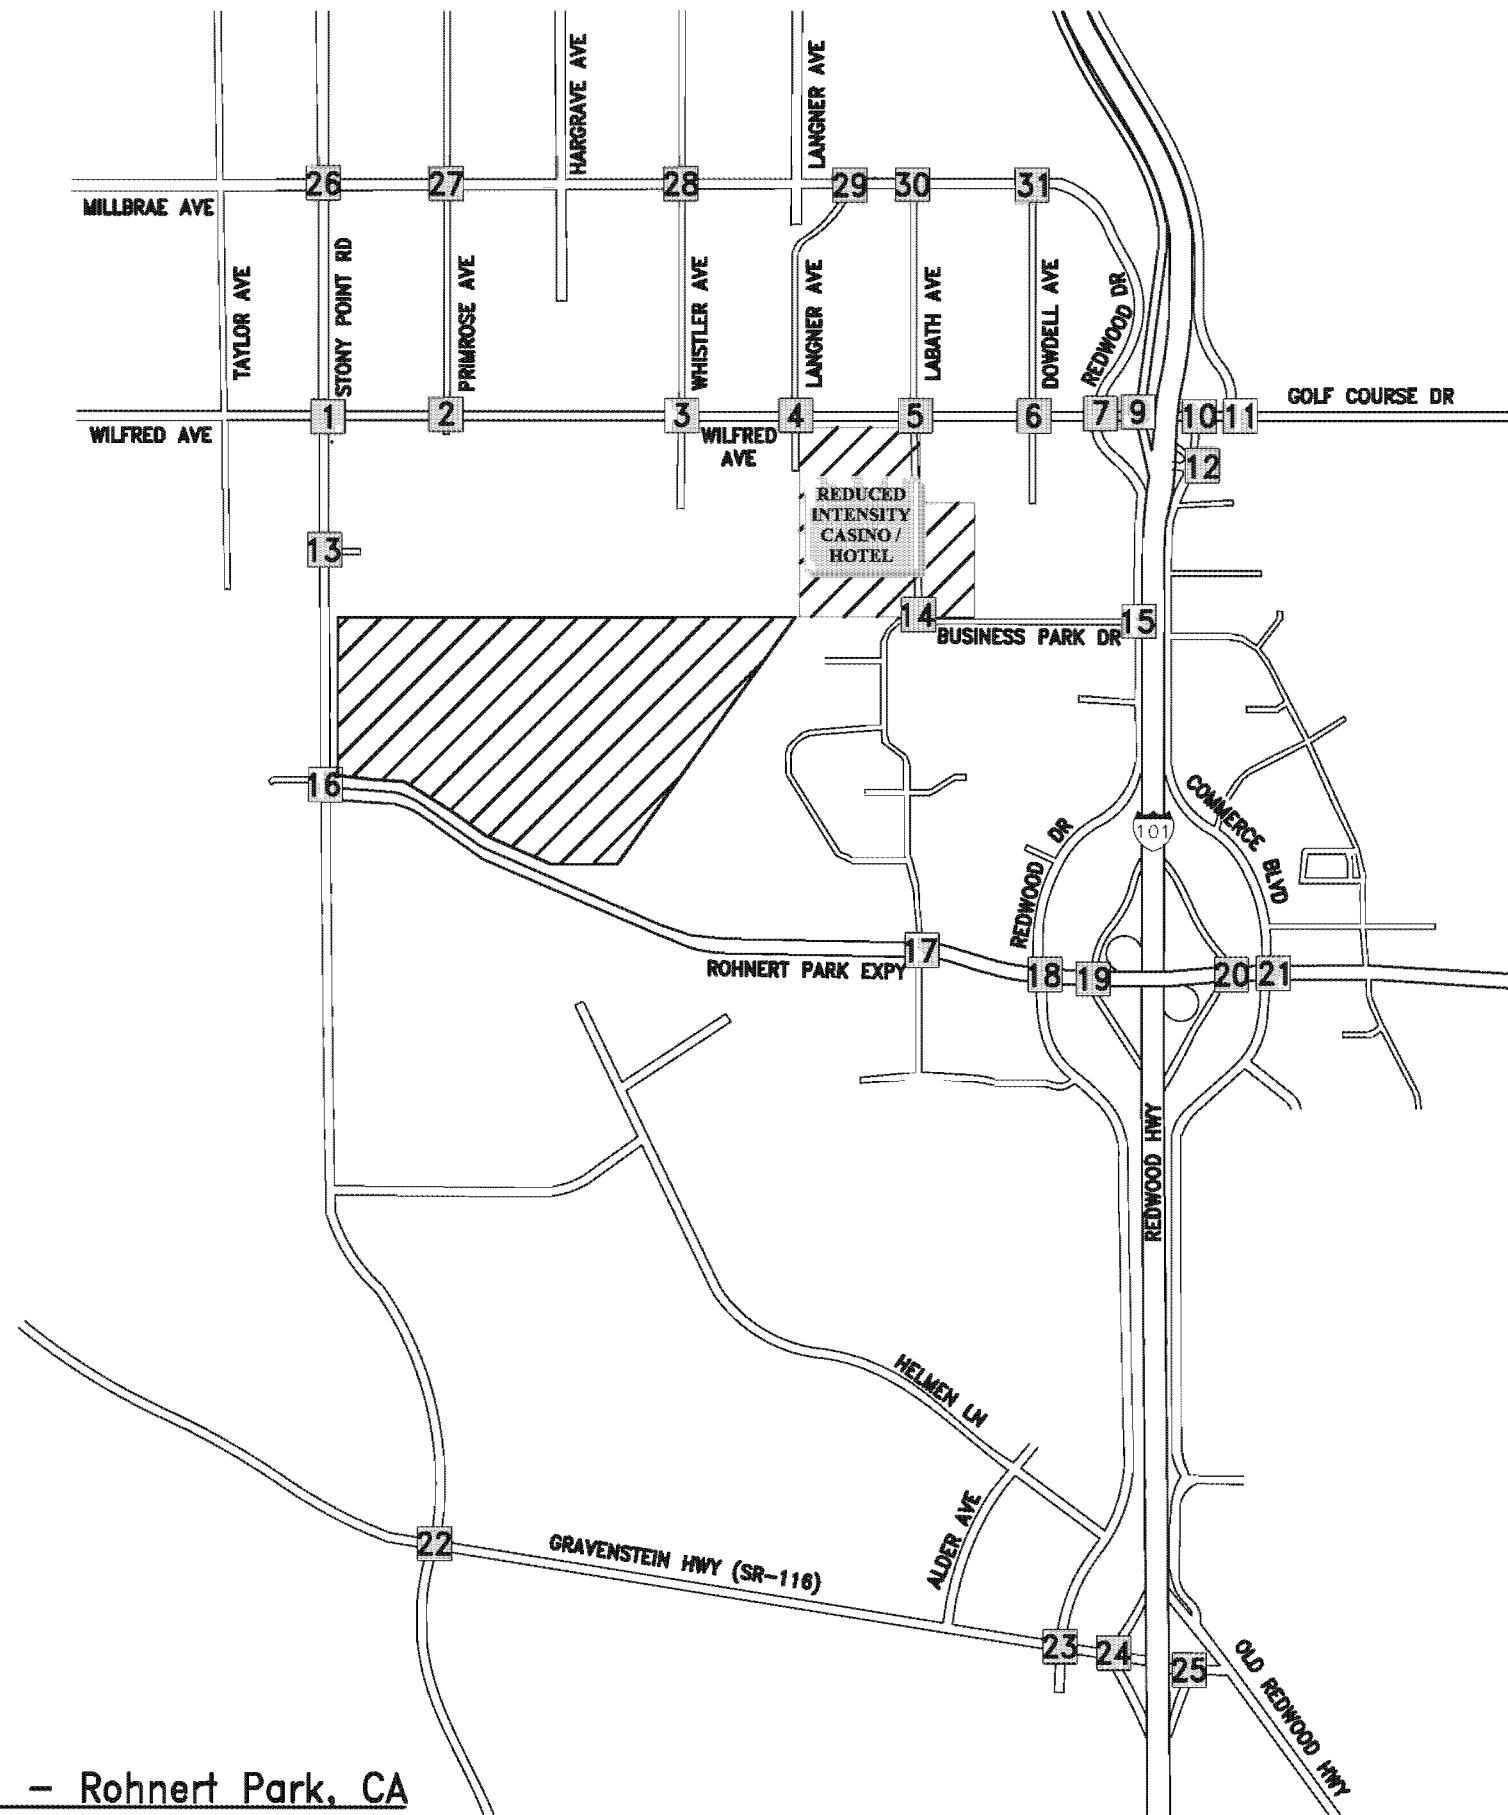 HARGRAVE AVE
LANGNER AVE
26
27
28
29
30
31
MILLBRAE AVE
TAYLOR AVE
STONY POINT RD
PRIMROSE AVE
WHISTLER AVE
LANGNER AVE
LABATH AVE
DOWDELL AVE
REDWOOD DR
GOLF COURSE DR
1
2
3
4
5
6
7
9
10
11
WILFRED AVE
WILFRED
AVE
12
REDUCED
INTENSITY
CASINO /
HOTEL
13
14
15
BUSINESS PARK DR
16
COMMERCE BLVD
101
REDWOOD DR
17
ROHNERT PARK EXPY
18
19
20
21
REDWOOD HWY
HELMEN LN
ALDER AVE
22
GRAVENSTEIN HWY (SR-116)
23
24
25
OLD REDWOOD HWY
- Rohnert Park, CA